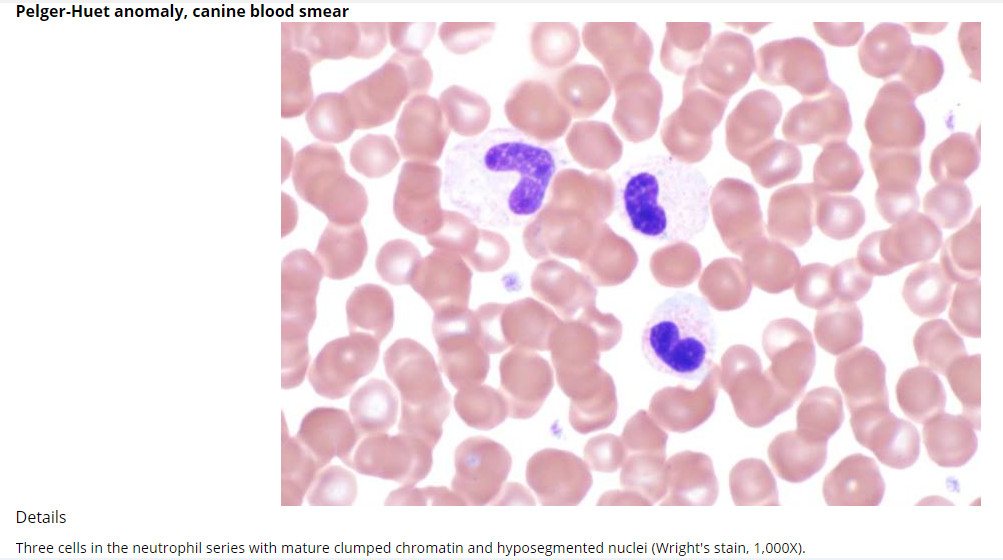 Pelger-Huet anomaly, canine blood smear
Details
Three cells in the neutrophil series with mature clumped chromatin and hyposegmented nuclei (Wright's stain, 1,000X).